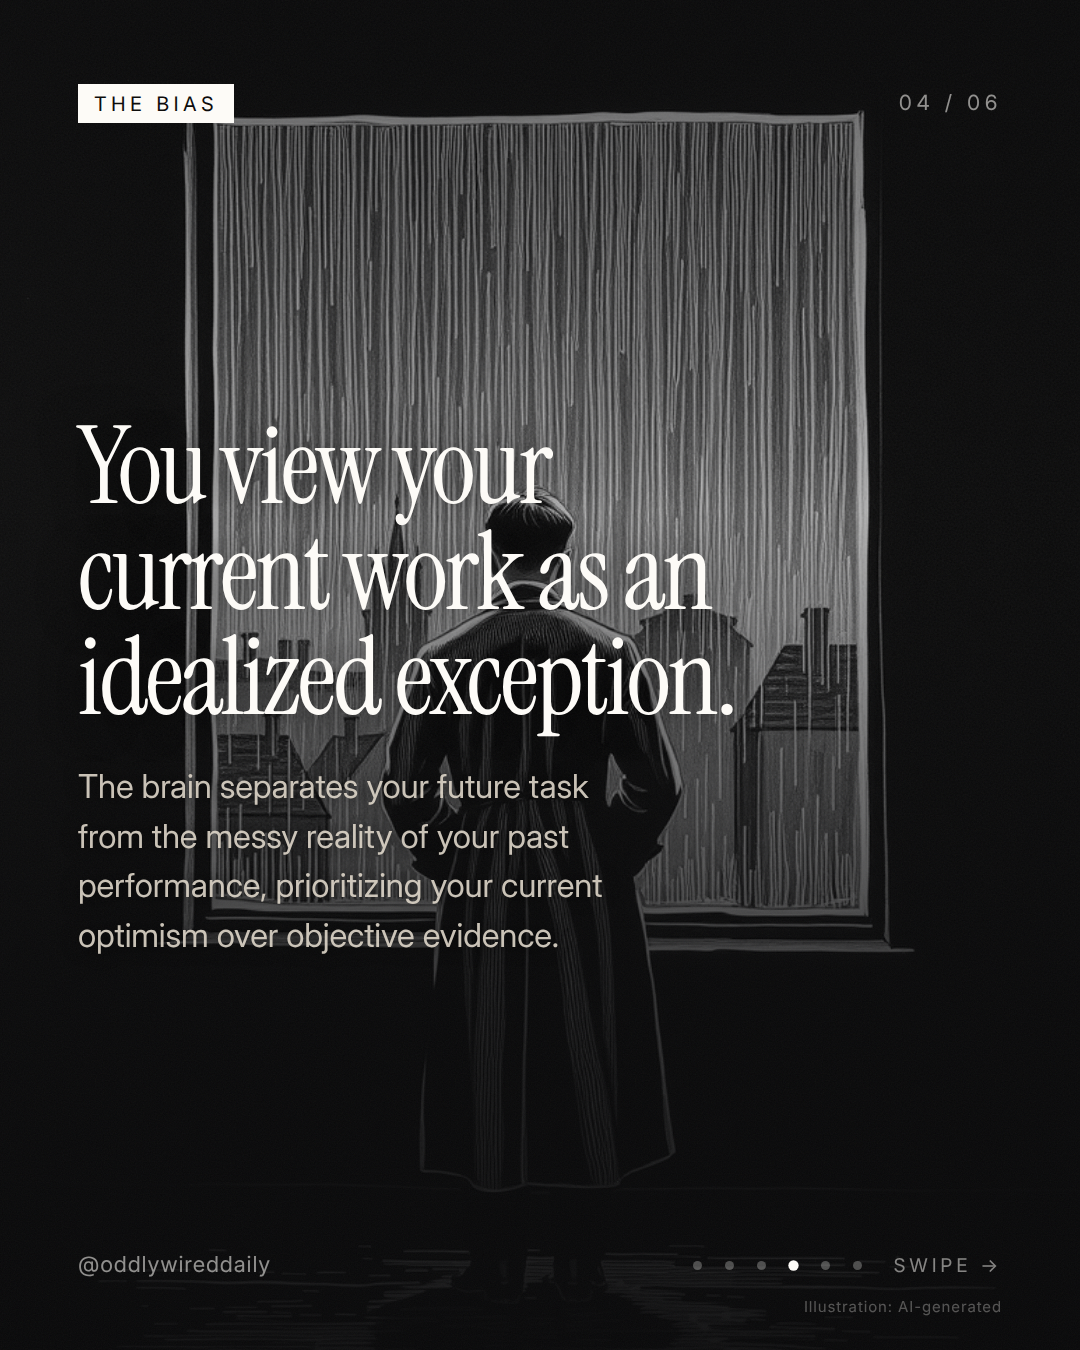 THE BIAS
04 / 06
You view your
current work as an
idealized exception.
The brain separates your future task
from the messy reality of your past
performance, prioritizing your current
optimism over objective evidence.
@oddlywireddaily
SWIPE →
Illustration: AI-generated